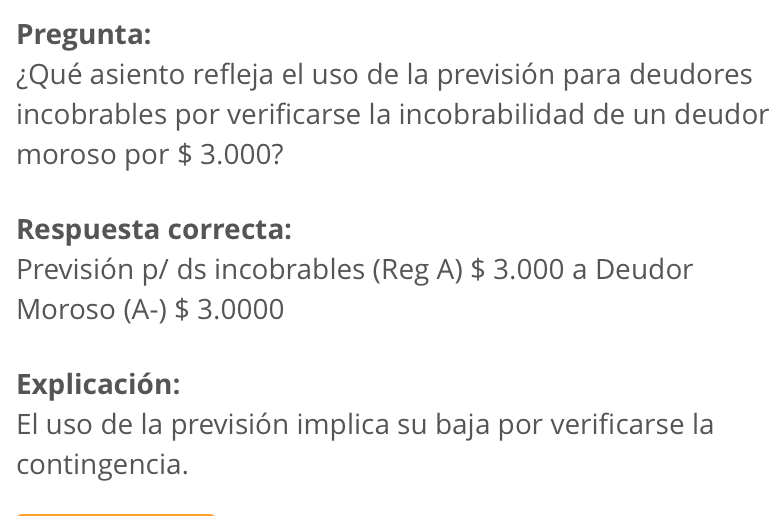 Pregunta:
¿Qué asiento refleja el uso de la previsión para deudores
incobrables por verificarse la incobrabilidad de un deudor
moroso por $ 3.000?
Respuesta correcta:
Previsión p/ ds incobrables (Reg A) $ 3.000 a Deudor
Moroso (A-) $ 3.0000
Explicación:
El uso de la previsión implica su baja por verificarse la
contingencia.